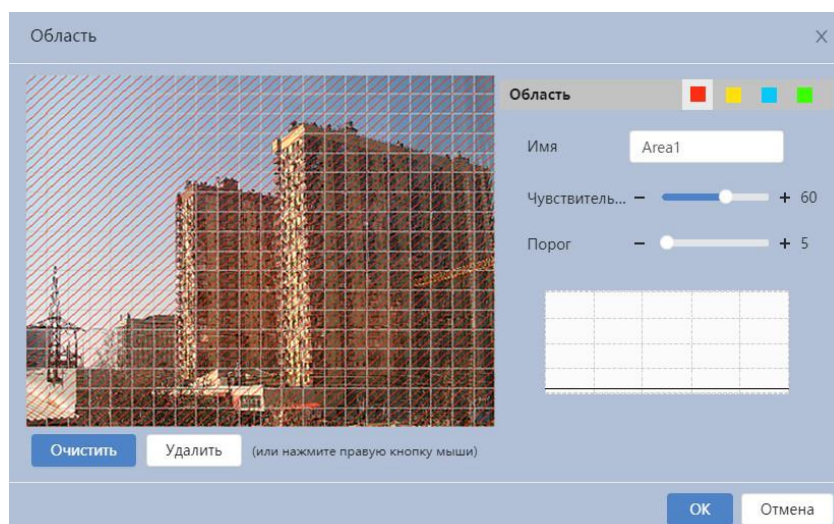 Область
Область
Имя
Area1
Чувствитель... 60
Порог 5
Очистить Удалить (или нажмите правую кнопку мыши)
OK Отмена